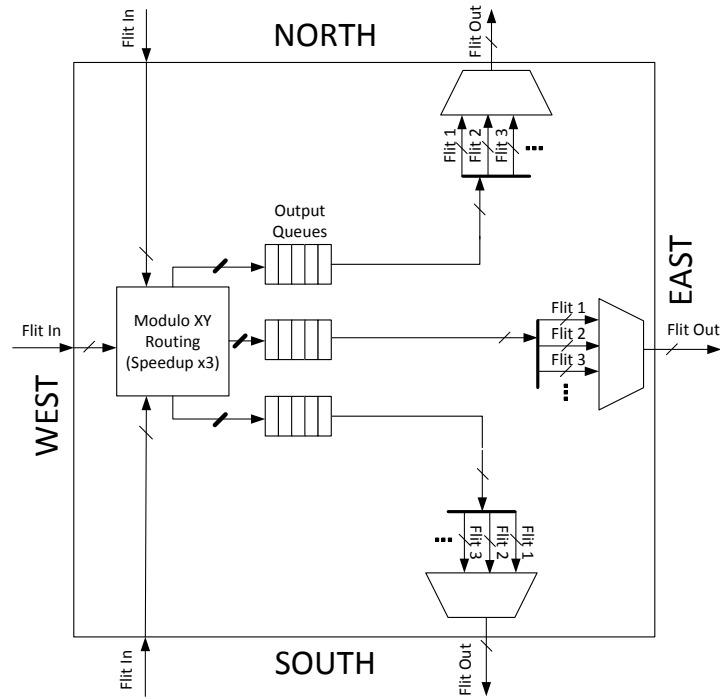 NORTH
Flit In
Flit Out
Flit 1
Flit 2
Flit 3
...
Output
Queues
EAST
Flit In
Modulo XY
Routing
(Speedup x3)
Flit 1
Flit 2
Flit 3
...
Flit Out
WEST
...
Flit 3
Flit 2
Flit 1
Flit In
SOUTH
Flit Out